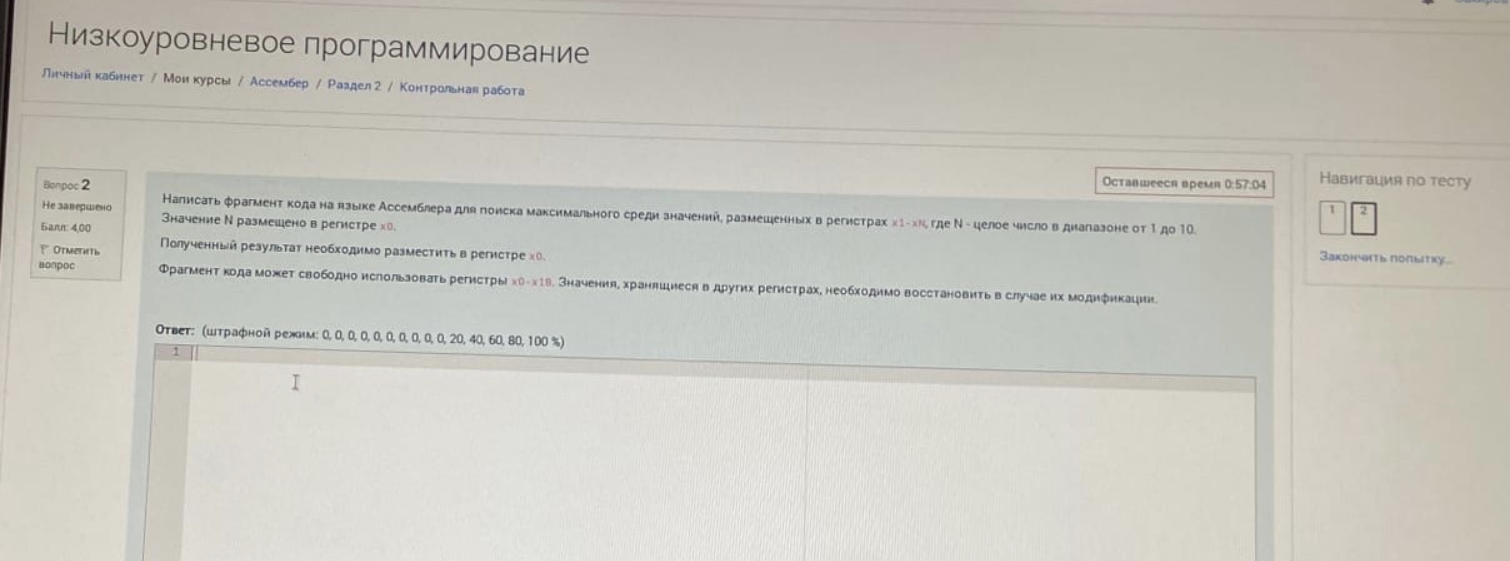 Низкоуровневое программирование
Личный кабинет / Мои курсы / Ассембер / Раздел 2 / Контрольная работа
Вопрос 2
Не завершено
Балл: 4,00
Отметить
вопрос
Оставшееся время 0:57:04
Написать фрагмент кода на языке Ассемблера для поиска максимального среди значений, размещенных в регистрах x1-xN, где N - целое число в диапазоне от 1 до 10.
Значение N размещено в регистре x0.
Полученный результат необходимо разместить в регистре x0.
Фрагмент кода может свободно использовать регистры x0-x18. Значения, хранящиеся в других регистрах, необходимо восстановить в случае их модификации.
Ответ: (штрафной режим: 0, 0, 0, 0, 0, 0, 0, 0, 0, 0, 20, 40, 60, 80, 100 %)
1
Навигация по тесту
1 2
Закончить попытку...